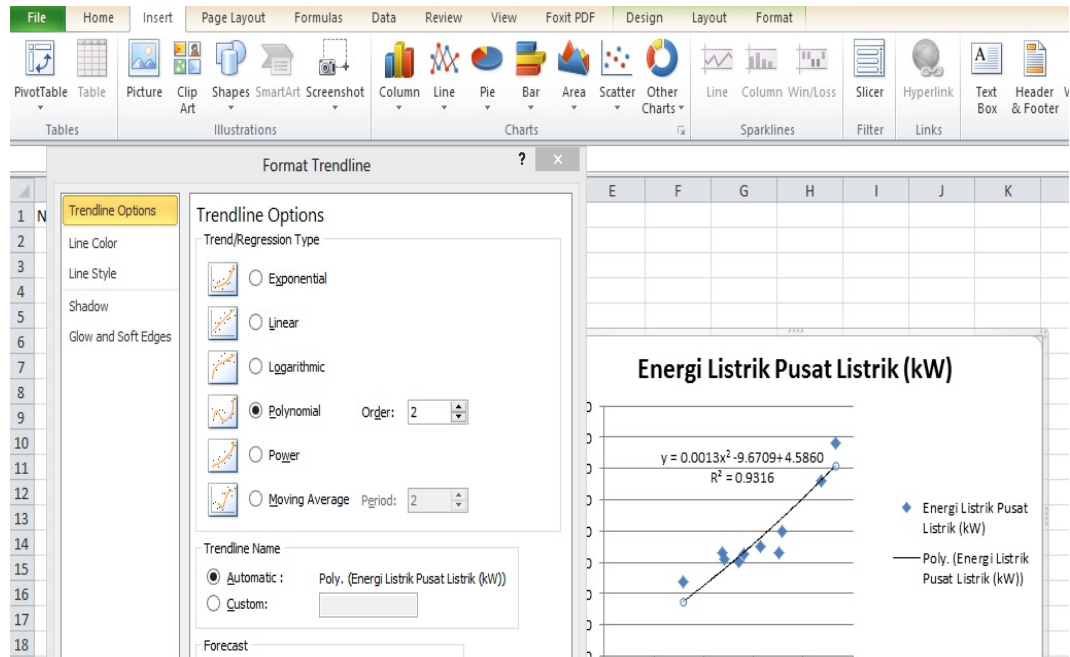 File Home Insert Page Layout Formulas Data Review View Foxit PDF Design Layout Format
PivotTable Table Picture Clip Art Shapes SmartArt Screenshot Column Line Pie Bar Area Scatter Other Charts Line Column Win/Loss Slicer Hyperlink Text Box Header & Footer
Tables Illustrations Charts Sparklines Filter Links
Format Trendline ? x
E F G H I J K
1 N
2
3
4
5
6
7
8
9
10
11
12
13
14
15
16
17
18
Trendline Options
Line Color
Line Style
Shadow
Glow and Soft Edges
Trendline Options
Trend/Regression Type
Exponential
Linear
Logarithmic
Polynomial Order: 2
Power
Moving Average Period: 2
Trendline Name
Automatic : Poly. (Energi Listrik Pusat Listrik (kW))
Custom:
Forecast
Energi Listrik Pusat Listrik (kW)
y = 0.0013x² -9.6709+4.5860
R² = 0.9316
Energi Listrik Pusat
Listrik (kW)
Poly. (Energi Listrik
Pusat Listrik (kW))